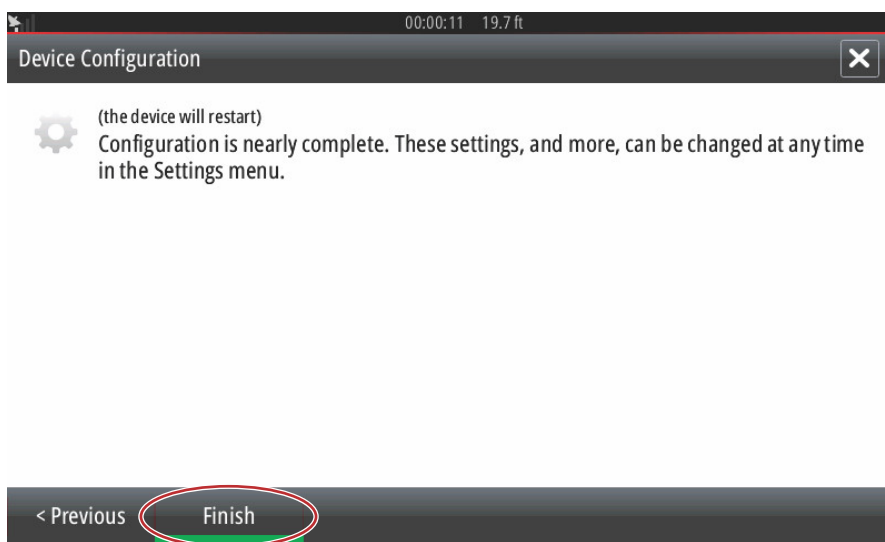 00:00:11 19.7 ft
Device Configuration
(the device will restart)
Configuration is nearly complete. These settings, and more, can be changed at any time
in the Settings menu.
< Previous Finish